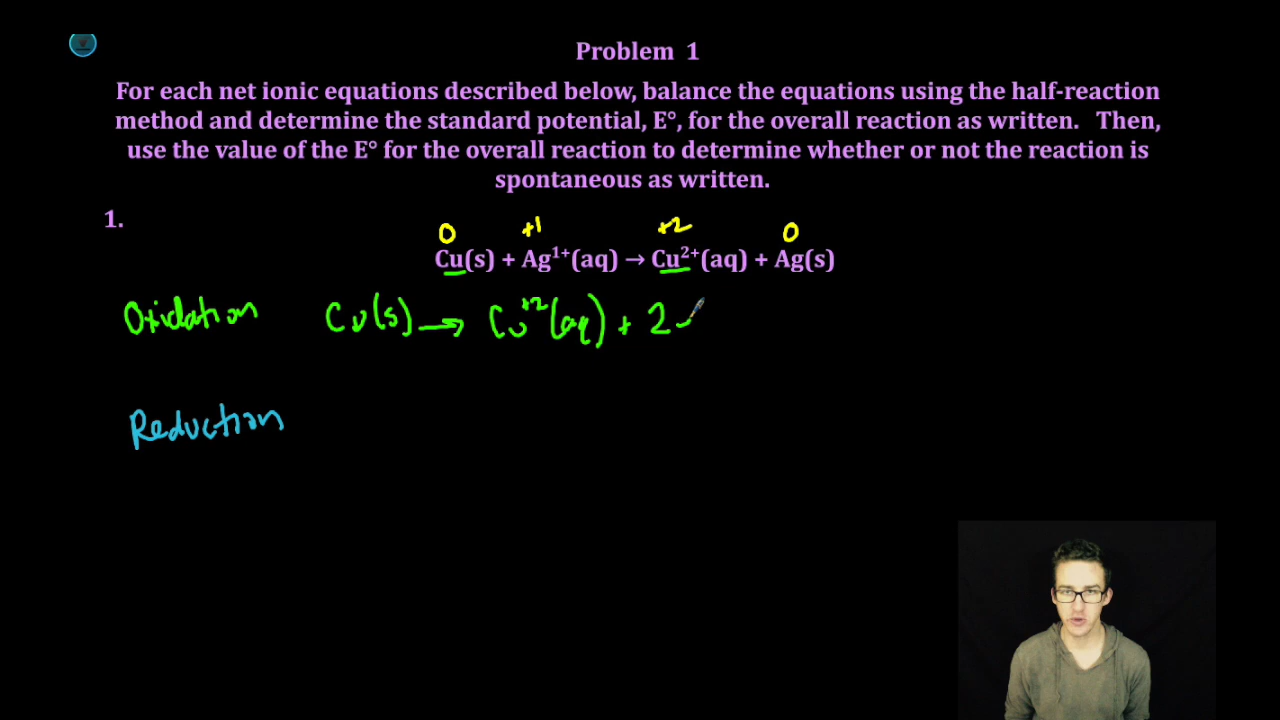 Problem 1
For each net ionic equations described below, balance the equations using the half-reaction
method and determine the standard potential, E°, for the overall reaction as written. Then,
use the value of the E° for the overall reaction to determine whether or not the reaction is
spontaneous as written.
1.
0 +1 +2 0
Cu(s) + Ag¹⁺(aq) → Cu²⁺(aq) + Ag(s)
Oxidation Cu(s) → Cu⁺²(aq) + 2
Reduction